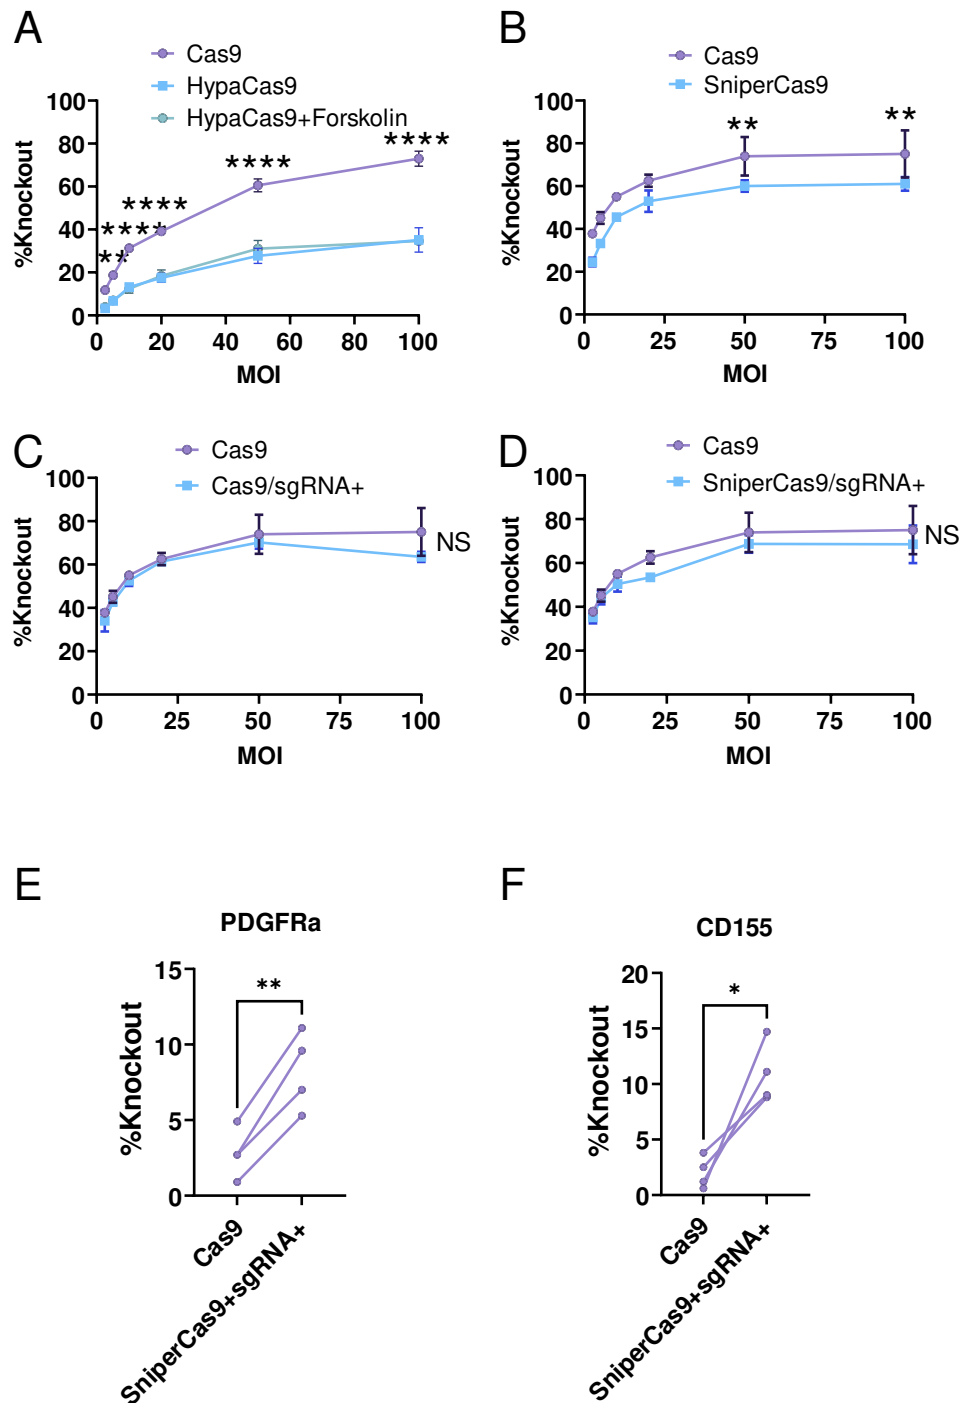 A
Cas9
HypaCas9
HypaCas9+Forskolin
%Knockout
100
80
60
40
20
0
**
****
****
****
****
0 20 40 60 80 100
MOI
B
Cas9
SniperCas9
%Knockout
100
80
60
40
20
0
**
**
0 25 50 75 100
MOI
C
Cas9
Cas9/sgRNA+
%Knockout
100
80
60
40
20
0
NS
0 25 50 75 100
MOI
D
Cas9
SniperCas9/sgRNA+
%Knockout
100
80
60
40
20
0
NS
0 25 50 75 100
MOI
E
PDGFRa
%Knockout
15
10
5
0
**
Cas9
SniperCas9+sgRNA+
F
CD155
%Knockout
20
15
10
5
0
*
Cas9
SniperCas9+sgRNA+